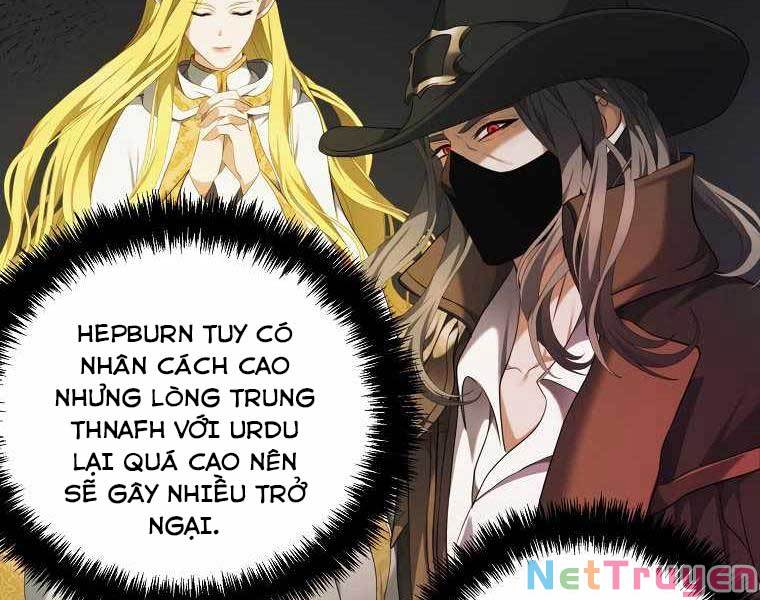 HEPBURN TUY CÓ
NHÂN CÁCH CAO
NHƯNG LÒNG TRUNG
THNAFH VỚI URDU
LẠI QUÁ CAO NÊN
SẼ GÂY NHIỀU TRỞ
NGẠI.
NetTruyen